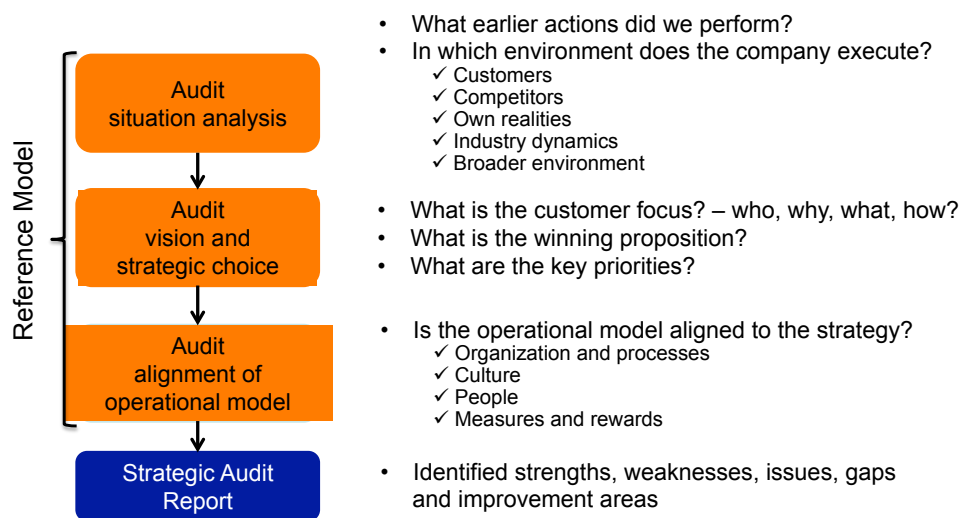 Reference Model
Audit
situation analysis
• What earlier actions did we perform?
• In which environment does the company execute?
✓ Customers
✓ Competitors
✓ Own realities
✓ Industry dynamics
✓ Broader environment
Audit
vision and
strategic choice
• What is the customer focus? – who, why, what, how?
• What is the winning proposition?
• What are the key priorities?
Audit
alignment of
operational model
• Is the operational model aligned to the strategy?
✓ Organization and processes
✓ Culture
✓ People
✓ Measures and rewards
Strategic Audit
Report
• Identified strengths, weaknesses, issues, gaps
and improvement areas